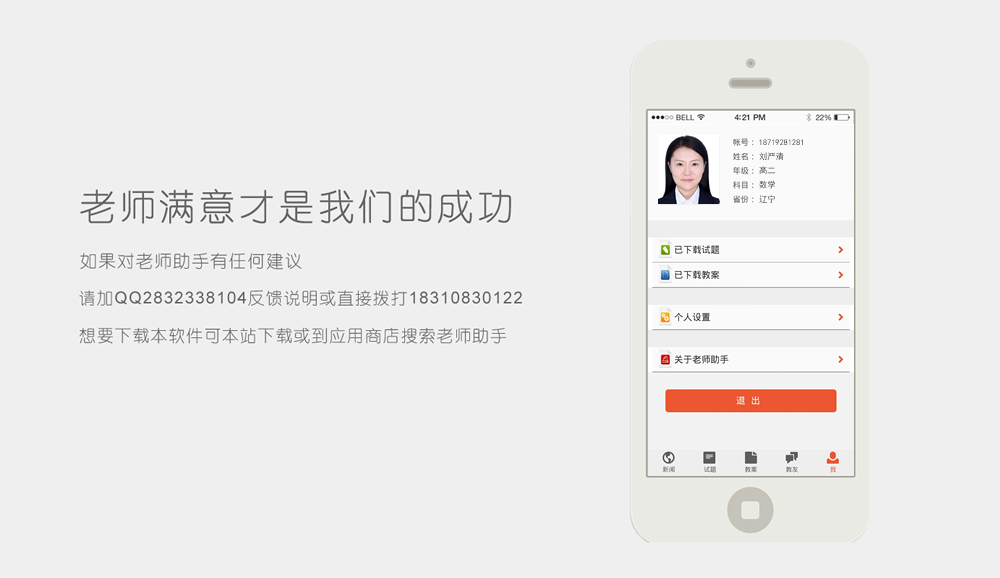 老师满意才是我们的成功
如果对老师助手有任何建议
请加QQ2832338104反馈说明或直接拨打18310830122
想要下载本软件可本站下载或到应用商店搜索老师助手
BELL 4:21 PM 22%
帐号: 18719281281
姓名: 刘严清
年级: 高二
科目: 数学
省份: 辽宁
已下载试题
已下载教案
个人设置
关于老师助手
退 出
新闻 试题 教案 教友 我